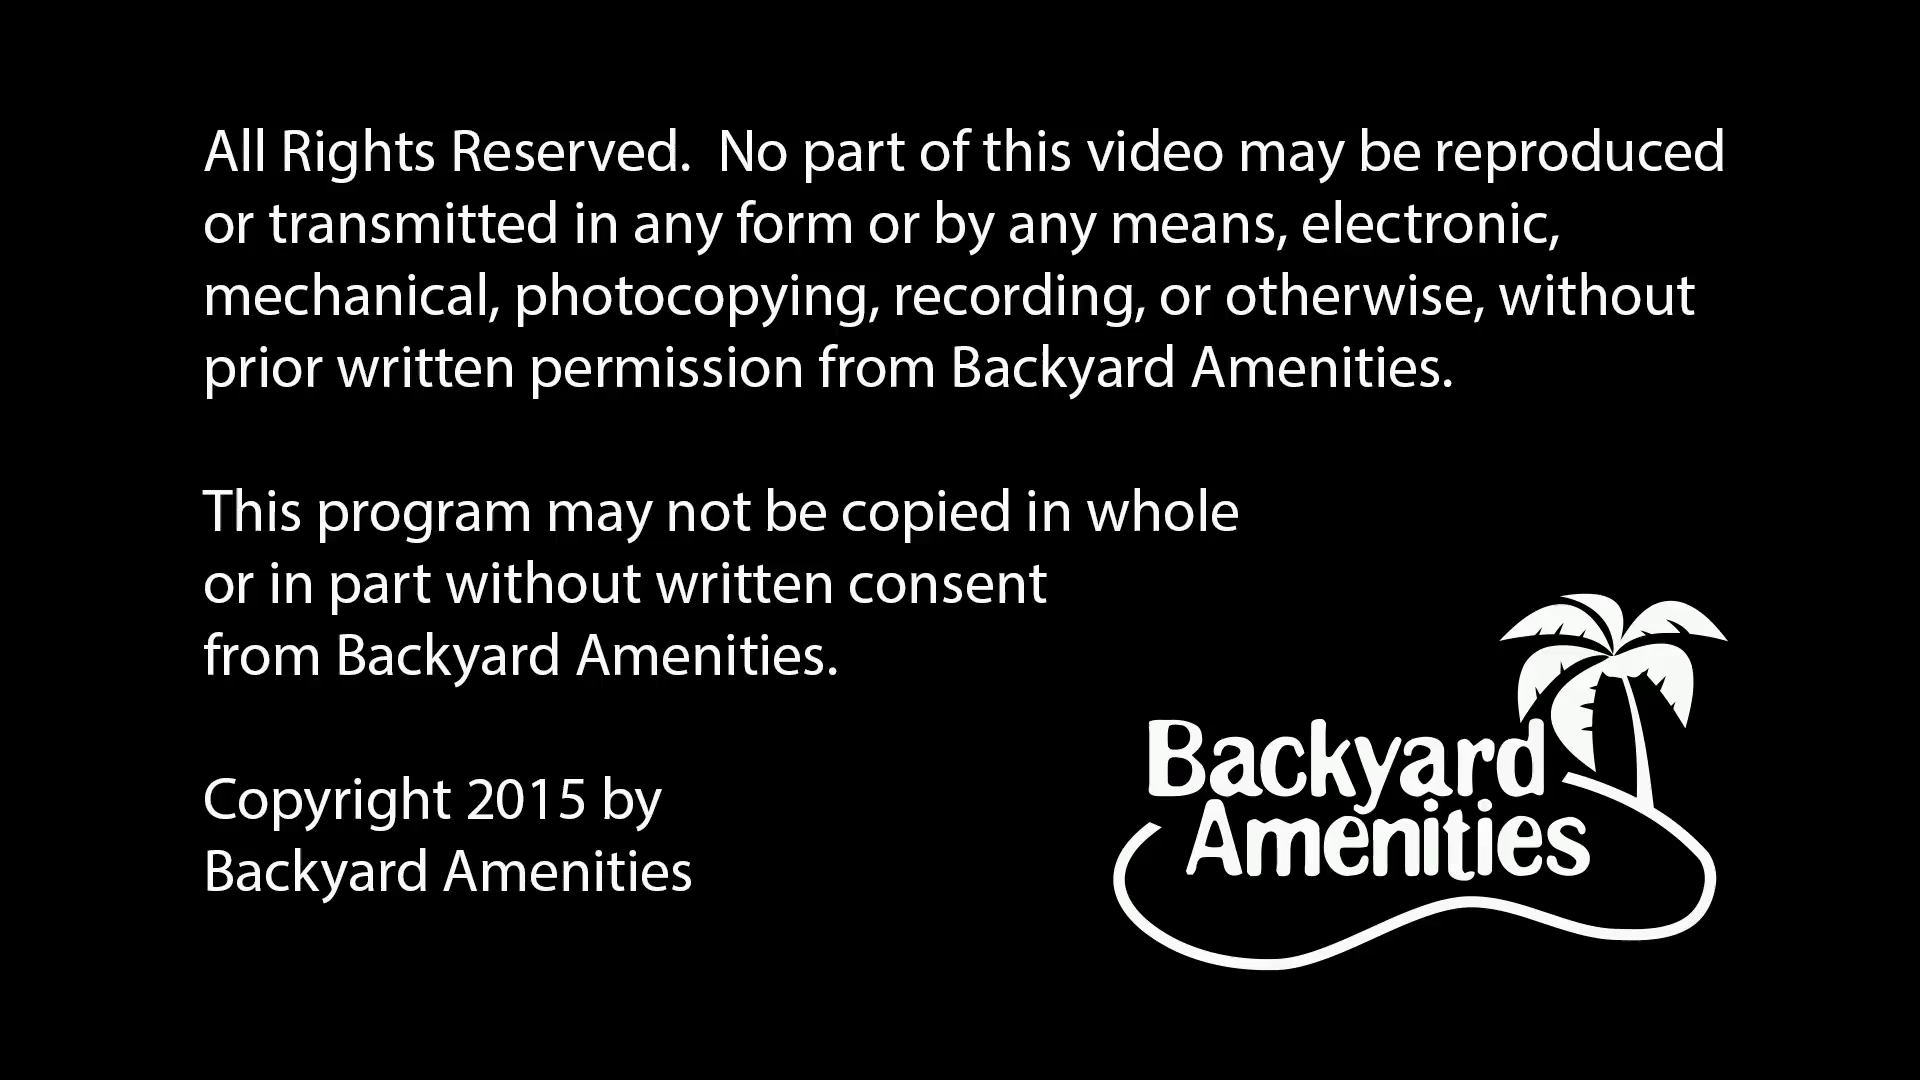 All Rights Reserved.  No part of this video may be reproduced
or transmitted in any form or by any means, electronic,
mechanical, photocopying, recording, or otherwise, without
prior written permission from Backyard Amenities.
This program may not be copied in whole
or in part without written consent
from Backyard Amenities.
Copyright 2015 by
Backyard Amenities
Backyard
Amenities